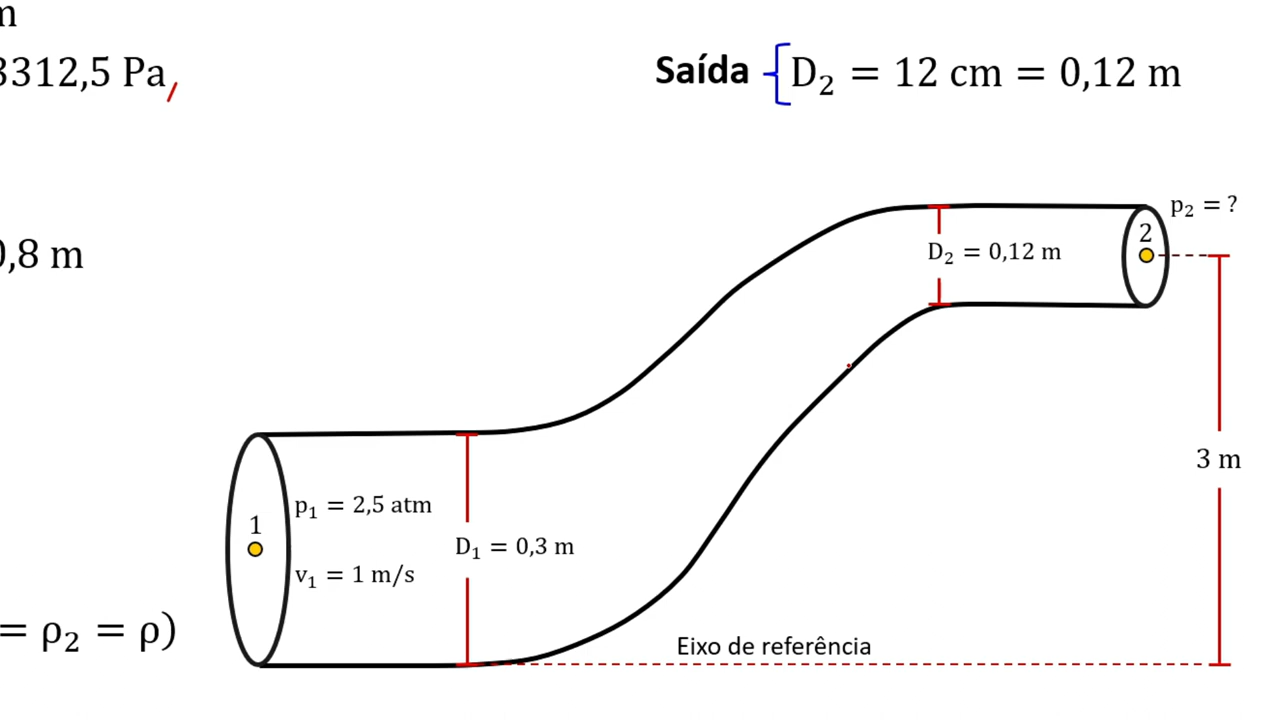 m
3312,5 Pa
Saída { D₂ = 12 cm = 0,12 m
p₂ = ?
2
D₂ = 0,12 m
0,8 m
3 m
p₁ = 2,5 atm
1
D₁ = 0,3 m
v₁ = 1 m/s
= ρ₂ = ρ)
Eixo de referência